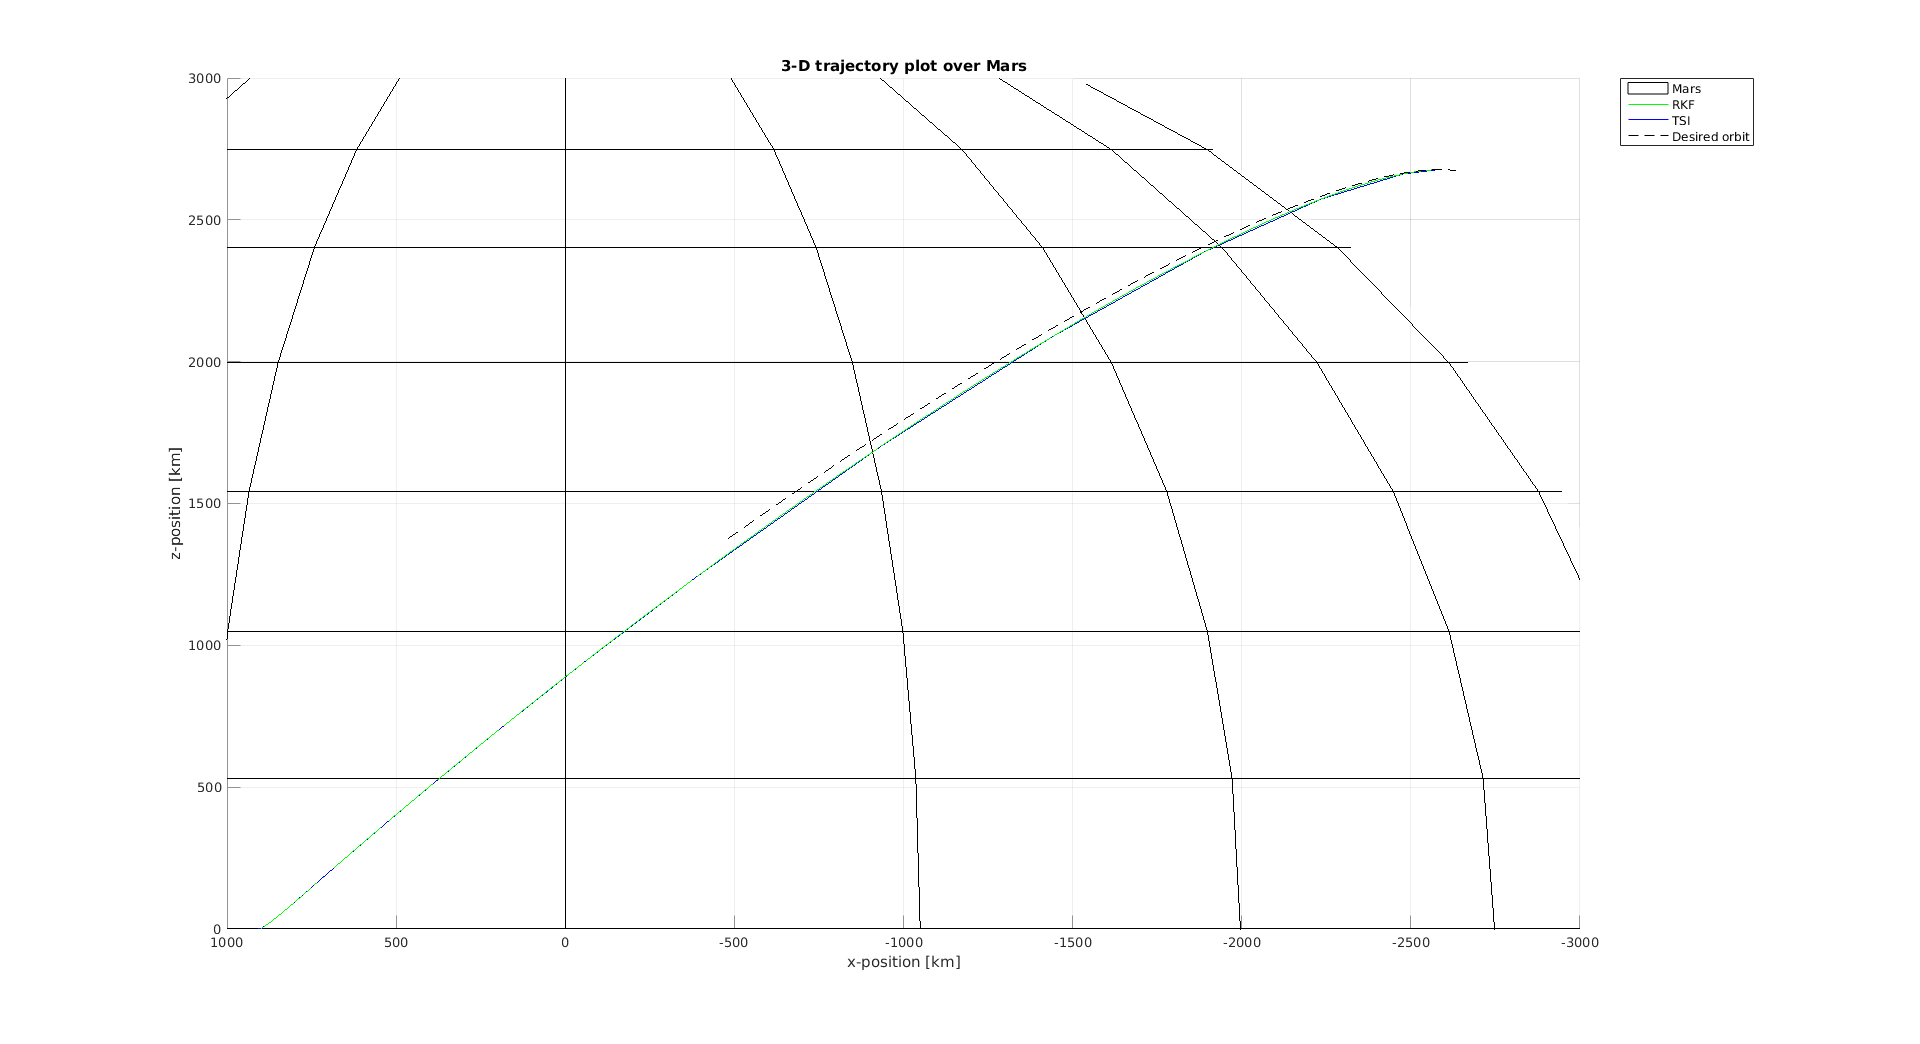 3-D trajectory plot over Mars
Mars
RKF
TSI
Desired orbit
3000
2500
2000
1500
1000
500
0
z-position [km]
1000 500 0 -500 -1000 -1500 -2000 -2500 -3000
x-position [km]